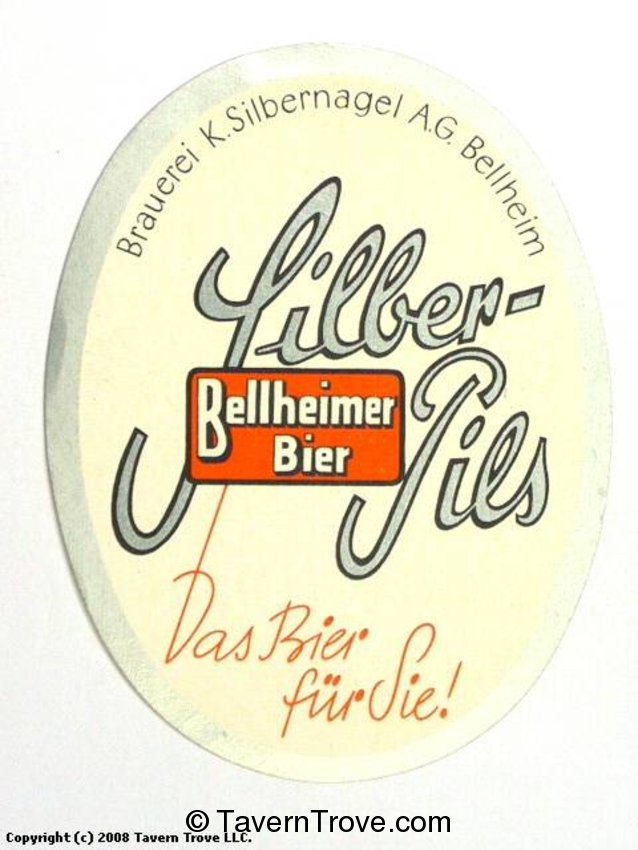 Brauerei K. Silbernagel A.G. Bellheim
Silber-
Pils
Bellheimer
Bier
Das Bier
für Sie!
© TavernTrove.com
Copyright (c) 2008 Tavern Trove LLC.